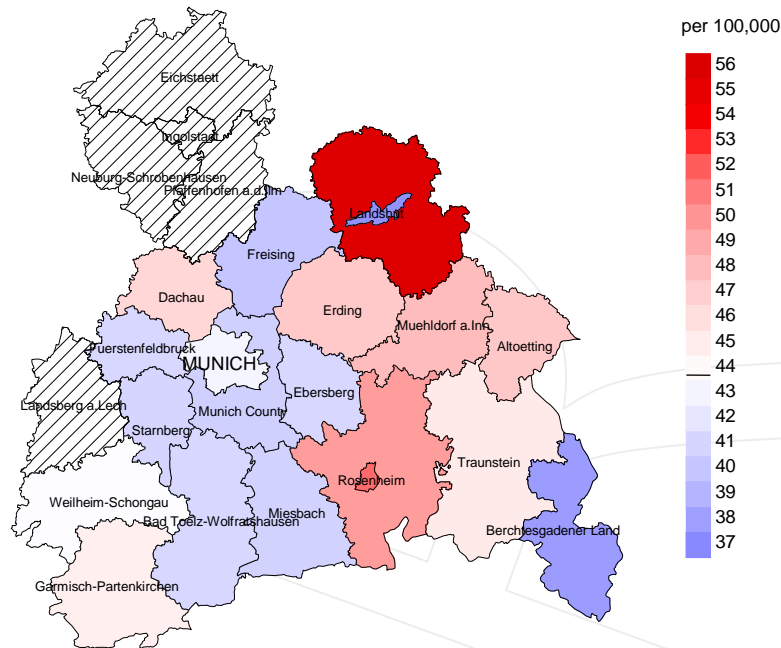 per 100,000
56
55
54
53
52
51
50
49
48
47
46
45
44
43
42
41
40
39
38
37
Eichstaett
Ingolstadt
Neuburg-Schrobenhausen
Pfaffenhofen a.d.Ilm
Landshut
Freising
Dachau
Erding
Muehldorf a.Inn
Altoetting
Fuerstenfeldbruck
MUNICH
Ebersberg
Landsberg a.Lech
Munich County
Starnberg
Traunstein
Rosenheim
Weilheim-Schongau
Miesbach
Bad Toelz-Wolfratshausen
Berchtesgadener Land
Garmisch-Partenkirchen